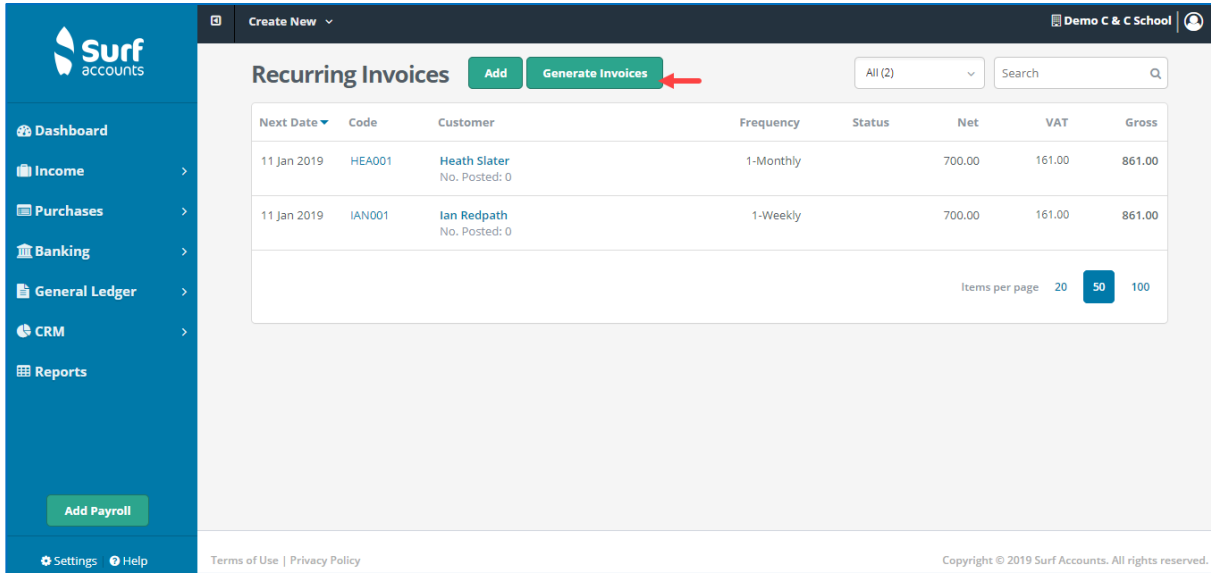 Surf
accounts
Dashboard
Income
Purchases
Banking
General Ledger
CRM
Reports
Add Payroll
Settings Help
Create New Demo C & C School
Recurring Invoices Add Generate Invoices All (2) Search
Next Date Code Customer Frequency Status Net VAT Gross
11 Jan 2019 HEA001 Heath Slater 1-Monthly 700.00 161.00 861.00
No. Posted: 0
11 Jan 2019 IAN001 Ian Redpath 1-Weekly 700.00 161.00 861.00
No. Posted: 0
Items per page 20 50 100
Terms of Use | Privacy Policy Copyright © 2019 Surf Accounts. All rights reserved.